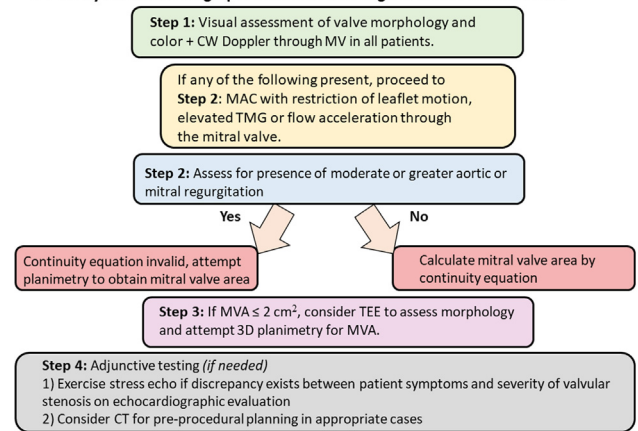 Step 1: Visual assessment of valve morphology and
color + CW Doppler through MV in all patients.
If any of the following present, proceed to
Step 2: MAC with restriction of leaflet motion,
elevated TMG or flow acceleration through
the mitral valve.
Step 2: Assess for presence of moderate or greater aortic or
mitral regurgitation
Yes
No
Continuity equation invalid, attempt
planimetry to obtain mitral valve area
Calculate mitral valve area by
continuity equation
Step 3: If MVA ≤ 2 cm², consider TEE to assess morphology
and attempt 3D planimetry for MVA.
Step 4: Adjunctive testing (if needed)
1) Exercise stress echo if discrepancy exists between patient symptoms and severity of valvular
stenosis on echocardiographic evaluation
2) Consider CT for pre-procedural planning in appropriate cases